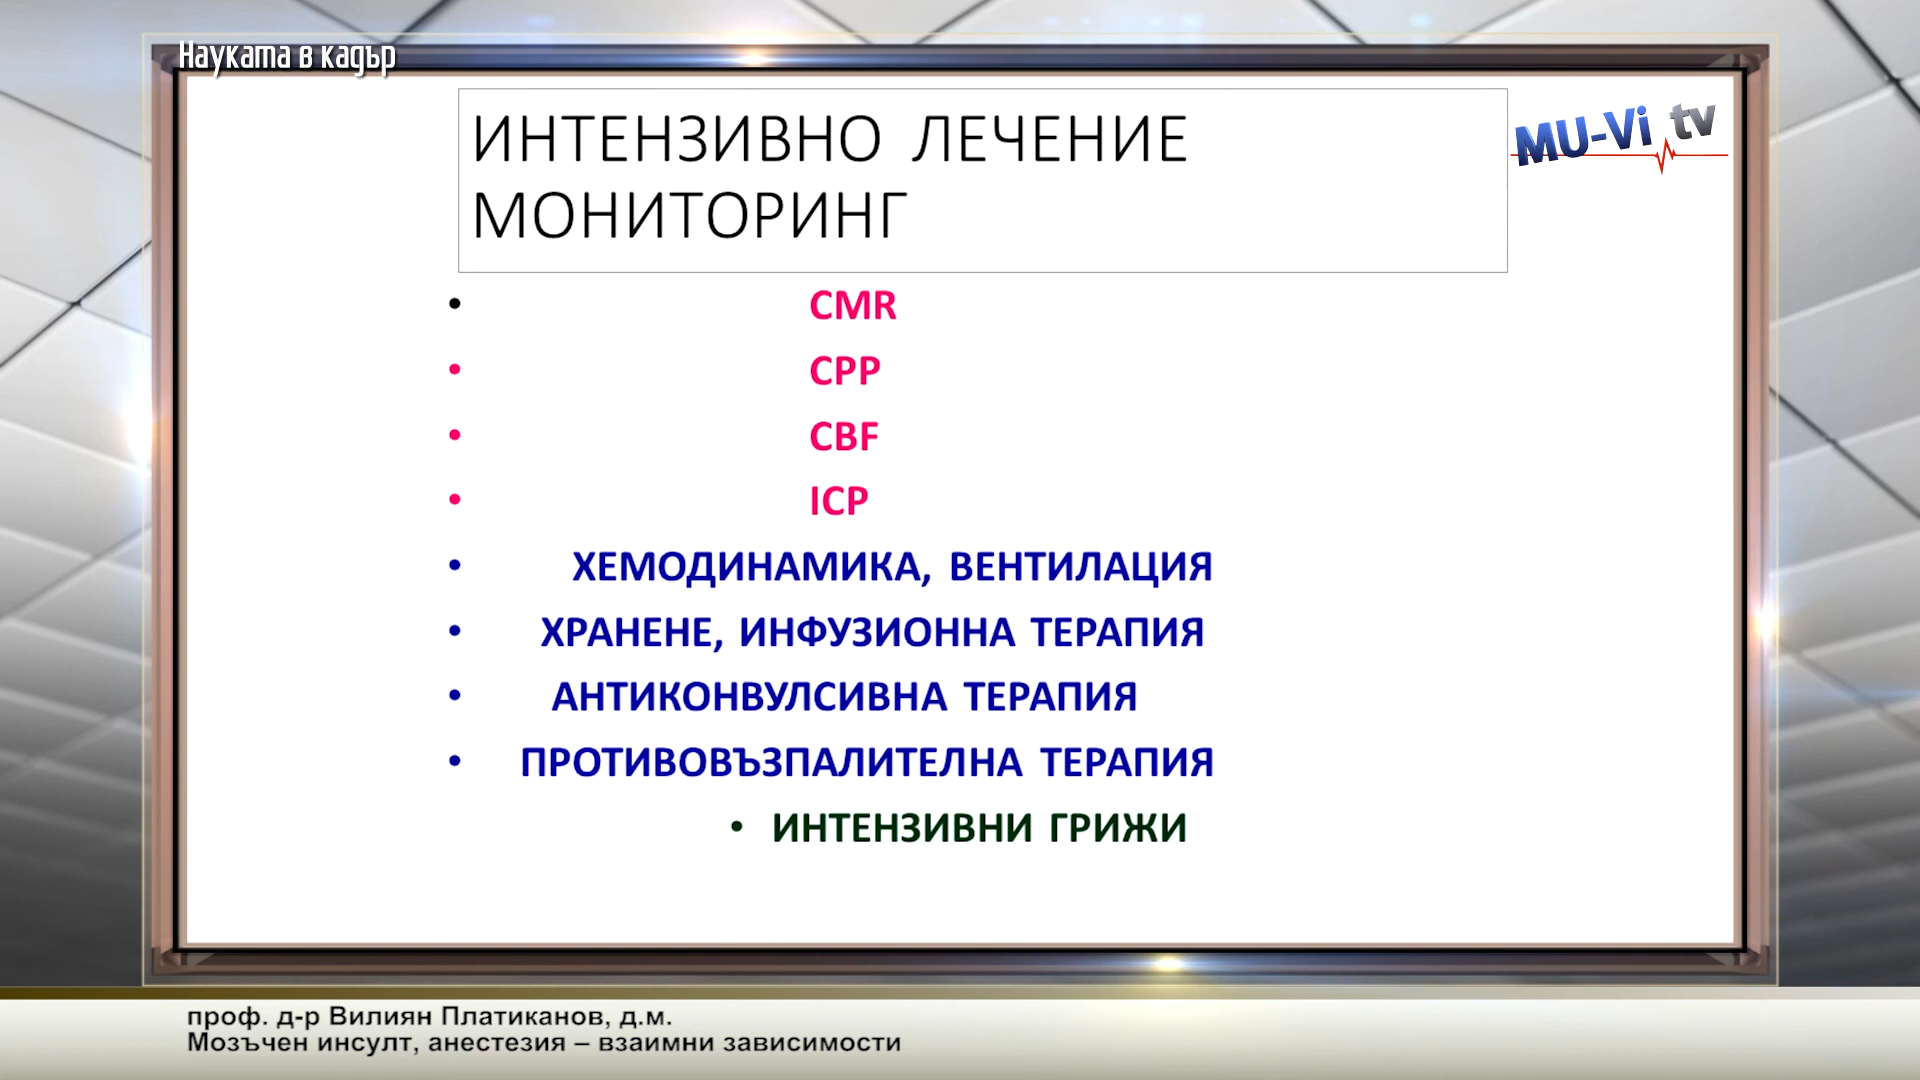 Науката в кадър
ИНТЕНЗИВНО ЛЕЧЕНИЕ
МОНИТОРИНГ
MU-Vi tv
• CMR
• CPP
• CBF
• ICP
• ХЕМОДИНАМИКА, ВЕНТИЛАЦИЯ
• ХРАНЕНЕ, ИНФУЗИОННА ТЕРАПИЯ
• АНТИКОНВУЛСИВНА ТЕРАПИЯ
• ПРОТИВОВЪЗПАЛИТЕЛНА ТЕРАПИЯ
• ИНТЕНЗИВНИ ГРИЖИ
проф. д-р Вилиян Платиканов, д.м.
Мозъчен инсулт, анестезия – взаимни зависимости